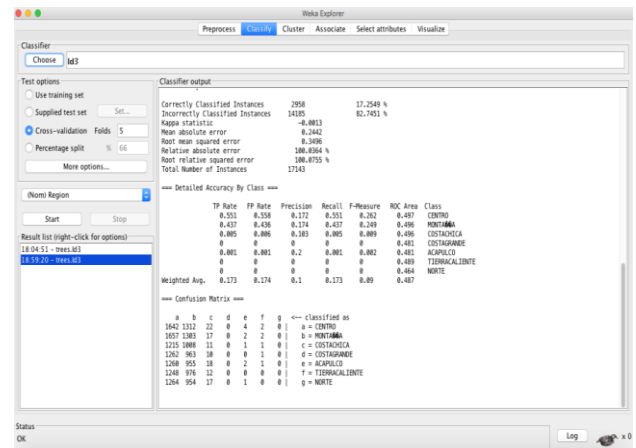 Weka Explorer
Preprocess Classify Cluster Associate Select attributes Visualize
Classifier
Choose Id3
Test options
Use training set
Supplied test set Set...
Cross-validation Folds 5
Percentage split % 66
More options...
(Nom) Region
Start Stop
Result list (right-click for options)
18:04:51 - trees.Id3
18:59:20 - trees.Id3
Classifier output
Correctly Classified Instances 2958 17.2549 %
Incorrectly Classified Instances 14185 82.7451 %
Kappa statistic -0.0013
Mean absolute error 0.2442
Root mean squared error 0.3496
Relative absolute error 100.0364 %
Root relative squared error 100.0755 %
Total Number of Instances 17143
=== Detailed Accuracy By Class ===
TP Rate FP Rate Precision Recall F-Measure ROC Area Class
0.551 0.558 0.172 0.551 0.262 0.497 CENTRO
0.437 0.436 0.174 0.437 0.249 0.496
0.005 0.006 0.103 0.005 0.009 0.496 COSTACHICA
0 0 0 0 0 0.481 COSTAGRANDE
0.001 0.001 0.2 0.001 0.002 0.481 ACAPULCO
0 0 0 0 0 0.489 TIERRACALIENTE
0 0 0 0 0 0.464 NORTE
Weighted Avg. 0.173 0.174 0.1 0.173 0.09 0.487
=== Confusion Matrix ===
a b c d e f g <-- classified as
1642 1312 22 0 4 2 0 | a = CENTRO
1657 1303 17 0 2 2 0 | b =
1215 1008 11 0 1 1 0 | c = COSTACHICA
1262 963 10 0 0 1 0 | d = COSTAGRANDE
1260 955 18 0 2 1 0 | e = ACAPULCO
1248 976 12 0 0 0 0 | f = TIERRACALIENTE
1264 954 17 0 1 0 0 | g = NORTE
Status
OK
Log x 0